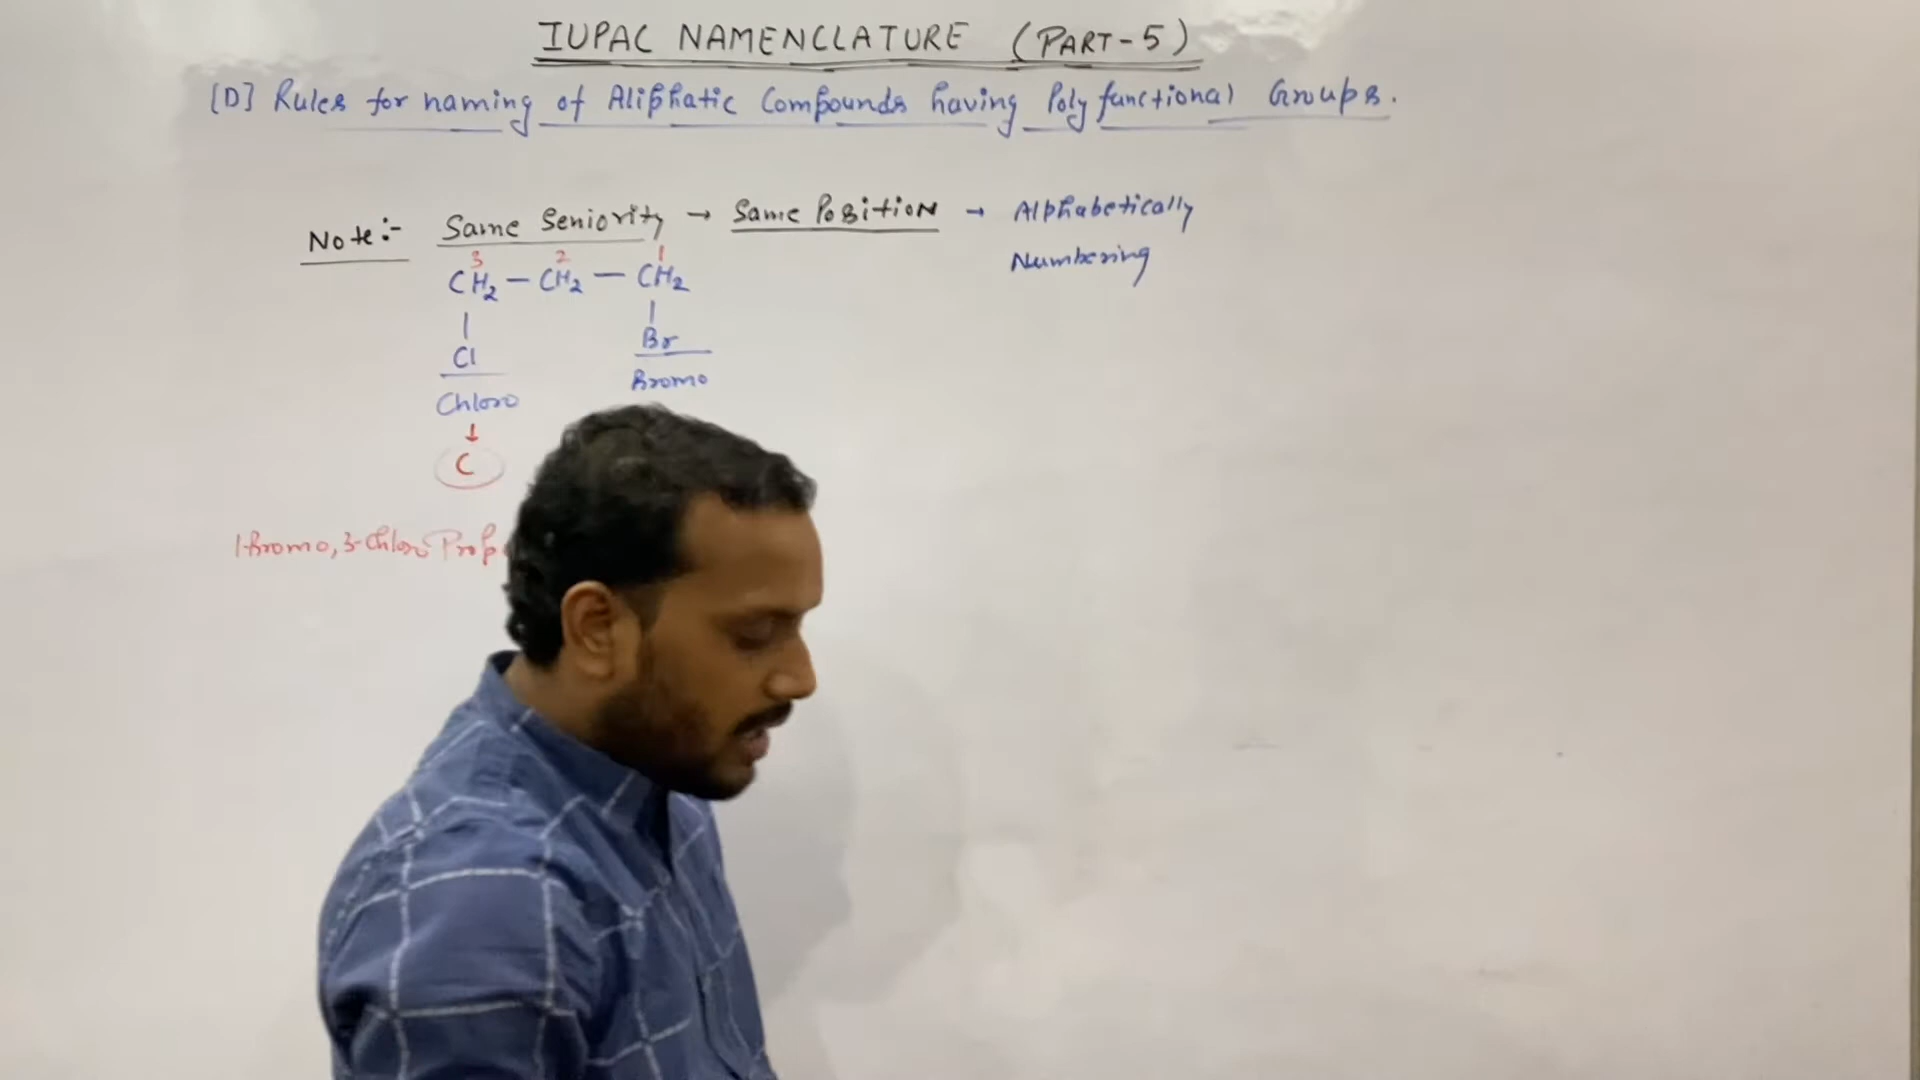 IUPAC NAMENCLATURE (PART-5)
[D] Rules for naming of Aliphatic Compounds having Poly functional Groups.
Note:- Same Seniority → Same Position → Alphabetically
Numbering
3 2 1
CH2 — CH2 — CH2
Cl Br
Chloro Bromo
↓
C
1-Bromo, 3-Chloro Prop